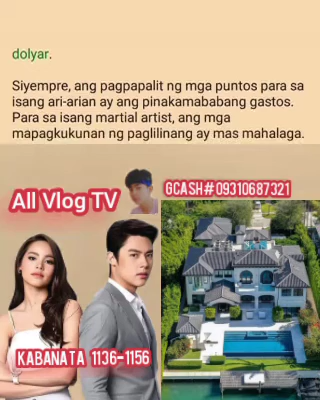 dolyar.
Siyempre, ang pagpapalit ng mga puntos para sa
isang ari-arian ay ang pinakamababang gastos.
Para sa isang martial artist, ang mga
mapagkukunan ng paglilinang ay mas mahalaga.
GCASH# 09310687321
All Vlog TV
KABANATA 1136-1156